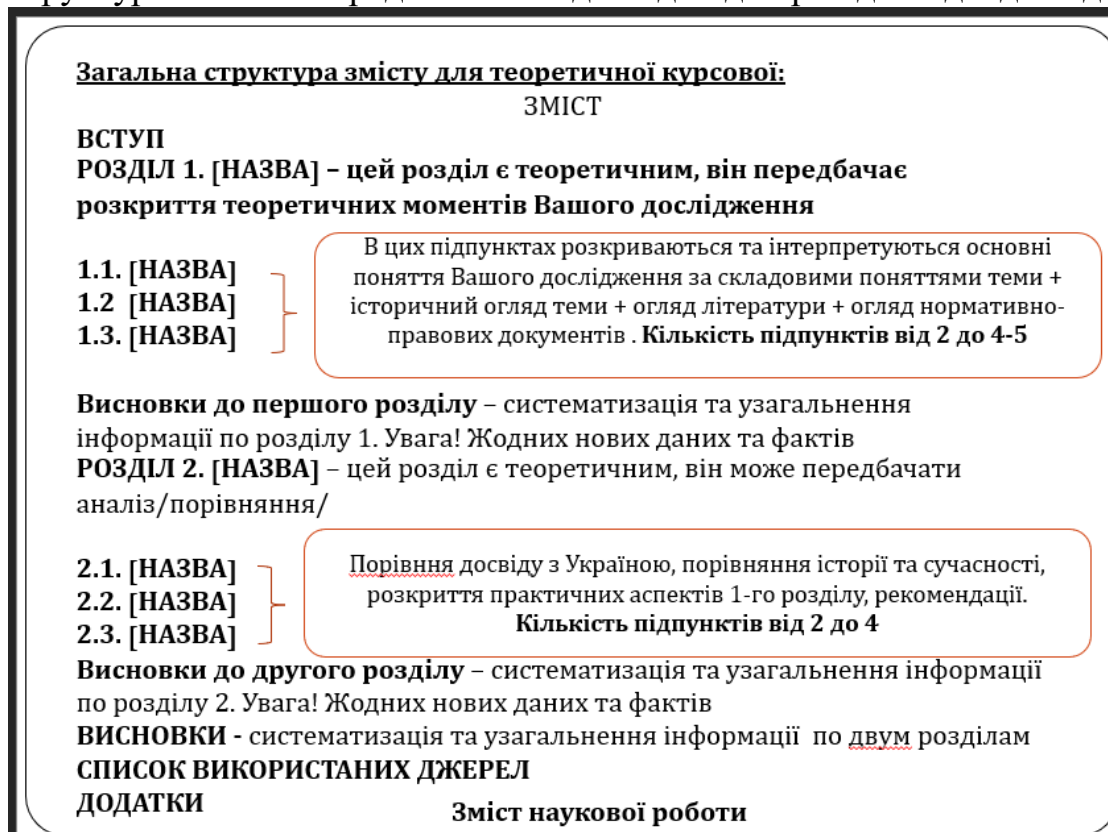 Загальна структура змісту для теоретичної курсової:
ЗМІСТ
ВСТУП
РОЗДІЛ 1. [НАЗВА] – цей розділ є теоретичним, він передбачає
розкриття теоретичних моментів Вашого дослідження
1.1. [НАЗВА]
1.2 [НАЗВА]
1.3. [НАЗВА]
В цих підпунктах розкриваються та інтерпретуються основні
поняття Вашого дослідження за складовими поняттями теми +
історичний огляд теми + огляд літератури + огляд нормативно-
правових документів . Кількість підпунктів від 2 до 4-5
Висновки до першого розділу – систематизація та узагальнення
інформації по розділу 1. Увага! Жодних нових даних та фактів
РОЗДІЛ 2. [НАЗВА] – цей розділ є теоретичним, він може передбачати
аналіз/порівняння/
2.1. [НАЗВА]
2.2. [НАЗВА]
2.3. [НАЗВА]
Порівння досвіду з Україною, порівняння історії та сучасності,
розкриття практичних аспектів 1-го розділу, рекомендації.
Кількість підпунктів від 2 до 4
Висновки до другого розділу – систематизація та узагальнення інформації
по розділу 2. Увага! Жодних нових даних та фактів
ВИСНОВКИ - систематизація та узагальнення інформації по двум розділам
СПИСОК ВИКОРИСТАНИХ ДЖЕРЕЛ
ДОДАТКИ
Зміст наукової роботи